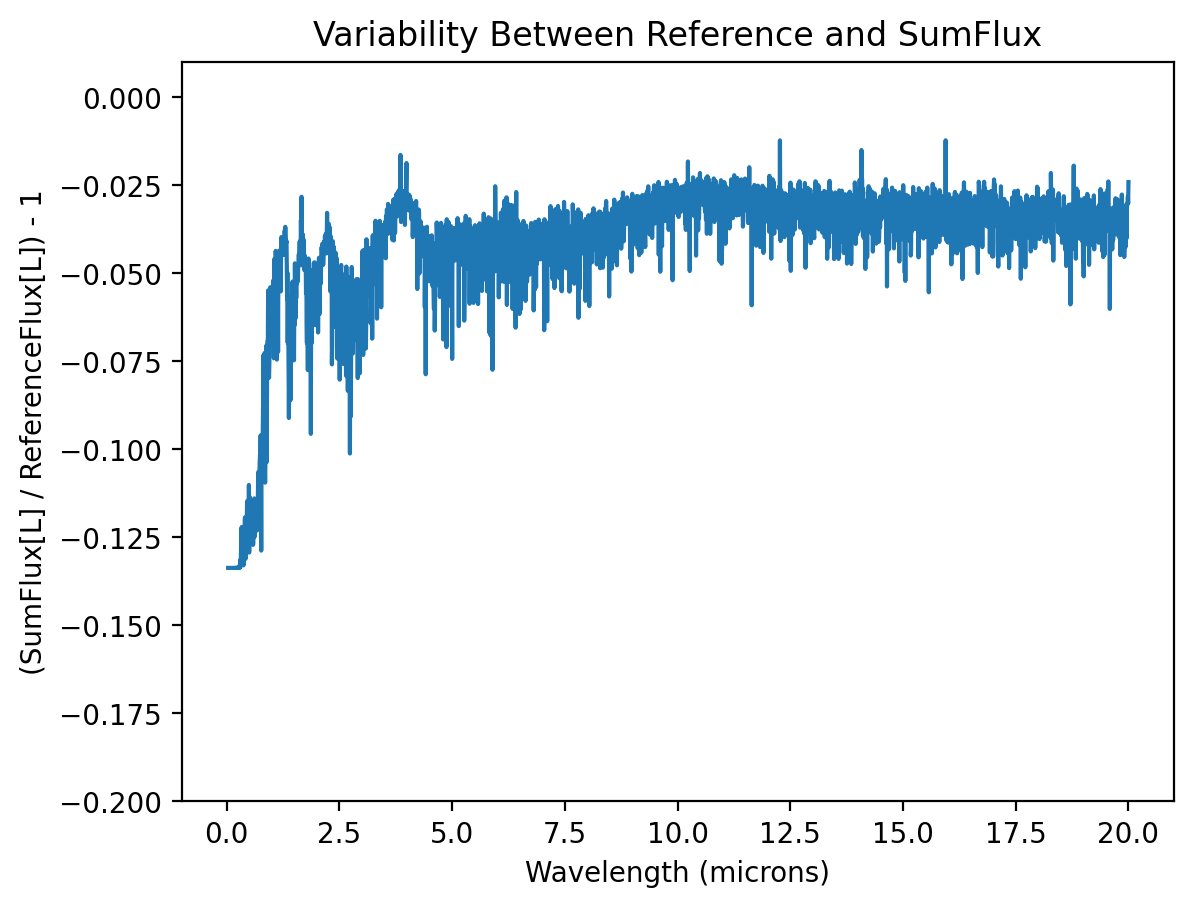 Variability Between Reference and SumFlux
(SumFlux[L] / ReferenceFlux[L]) - 1
0.000
−0.025
−0.050
−0.075
−0.100
−0.125
−0.150
−0.175
−0.200
0.0 2.5 5.0 7.5 10.0 12.5 15.0 17.5 20.0
Wavelength (microns)